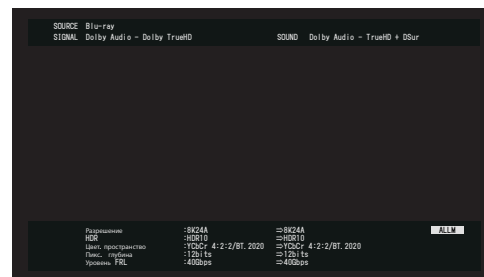 SOURCE Blu-ray
SIGNAL Dolby Audio - Dolby TrueHD SOUND Dolby Audio - TrueHD + DSur
Разрешение :8K24A ⇒8K24A ALLM
HDR :HDR10 ⇒HDR10
Цвет. пространство :YCbCr 4:2:2/BT.2020 ⇒YCbCr 4:2:2/BT.2020
Пикс. глубина :12bits ⇒12bits
Уровень FRL :40Gbps ⇒40Gbps